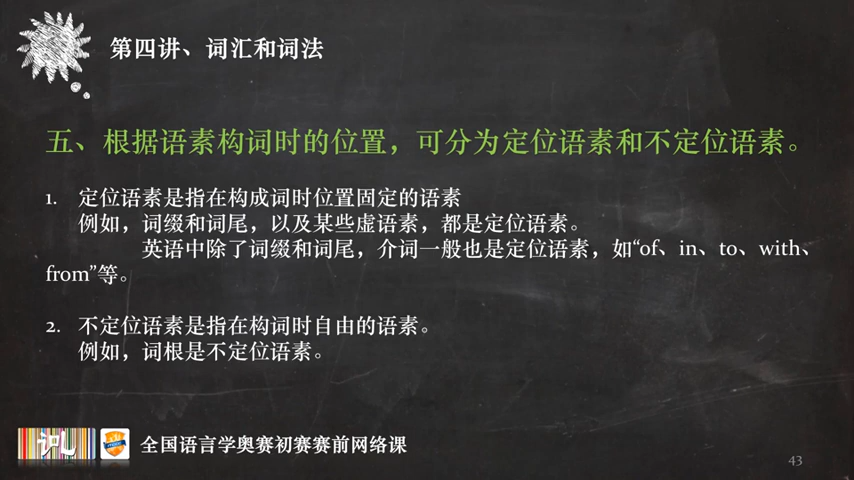 第四讲、词汇和词法
五、根据语素构词时的位置，可分为定位语素和不定位语素。
1. 定位语素是指在构成词时位置固定的语素
例如，词缀和词尾，以及某些虚语素，都是定位语素。
英语中除了词缀和词尾，介词一般也是定位语素，如“of、in、to、with、
from”等。
2. 不定位语素是指在构词时自由的语素。
例如，词根是不定位语素。
全国语言学奥赛初赛赛前网络课
43